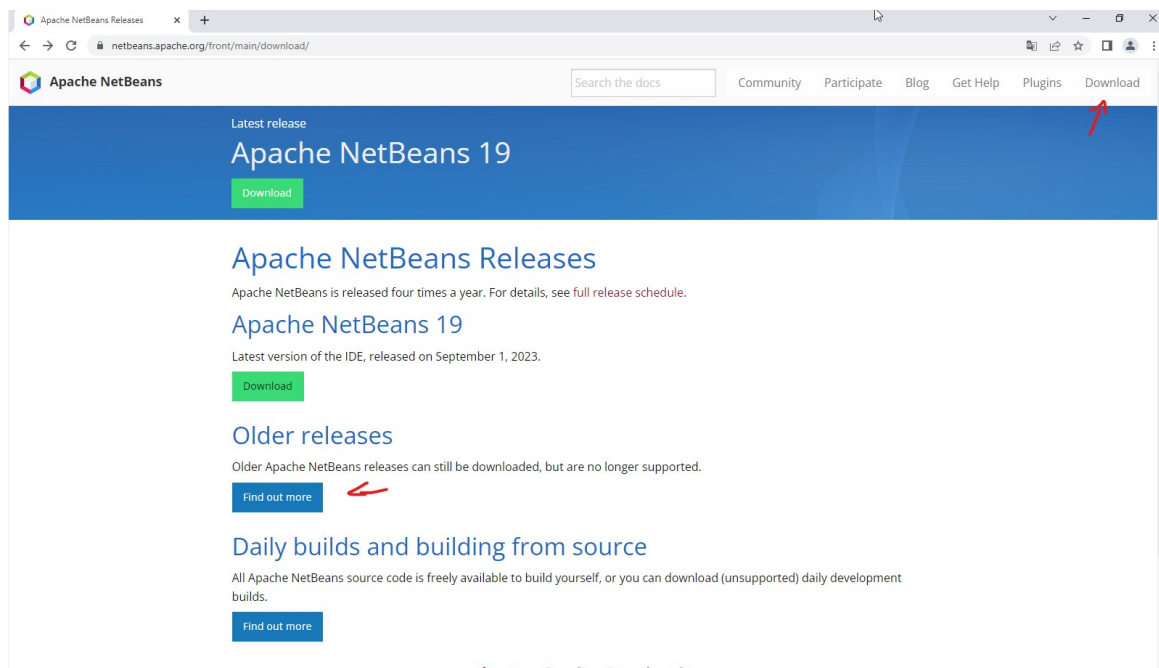 Apache NetBeans Releases
netbeans.apache.org/front/main/download/
Apache NetBeans
Search the docs
Community
Participate
Blog
Get Help
Plugins
Download
Latest release
Apache NetBeans 19
Download
Apache NetBeans Releases
Apache NetBeans is released four times a year. For details, see full release schedule.
Apache NetBeans 19
Latest version of the IDE, released on September 1, 2023.
Download
Older releases
Older Apache NetBeans releases can still be downloaded, but are no longer supported.
Find out more
Daily builds and building from source
All Apache NetBeans source code is freely available to build yourself, or you can download (unsupported) daily development
builds.
Find out more